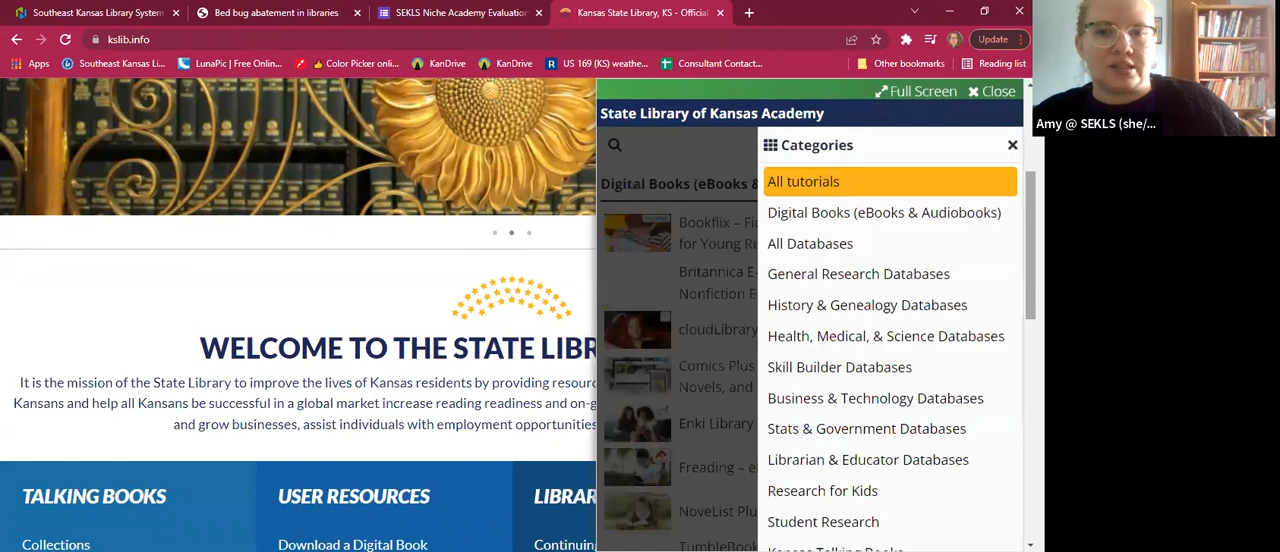 Southeast Kansas Library System
Bed bug abatement in libraries
SEKLS Niche Academy Evaluation
Kansas State Library, KS - Official
kslib.info
Update
Apps
Southeast Kansas Li...
LunaPic | Free Onlin...
Color Picker onlin...
KanDrive
KanDrive
US 169 (KS) weathe...
Consultant Contact...
Other bookmarks
Reading list
Full Screen
Close
State Library of Kansas Academy
Amy @ SEKLS (she/...
Categories
Digital Books (eBooks &
Bookflix – Fic
for Young Re
Britannica E-
Nonfiction E-
cloudLibrary
Comics Plus
Novels, and
Enki Library
Freading – e
NoveList Plu
TumbleBook
All tutorials
Digital Books (eBooks & Audiobooks)
All Databases
General Research Databases
History & Genealogy Databases
Health, Medical, & Science Databases
Skill Builder Databases
Business & Technology Databases
Stats & Government Databases
Librarian & Educator Databases
Research for Kids
Student Research
Kansas Talking Books
WELCOME TO THE STATE LIBR
It is the mission of the State Library to improve the lives of Kansas residents by providing resourc
Kansans and help all Kansans be successful in a global market increase reading readiness and on-g
and grow businesses, assist individuals with employment opportunities
TALKING BOOKS
USER RESOURCES
LIBRAR
Collections
Download a Digital Book
Continuing